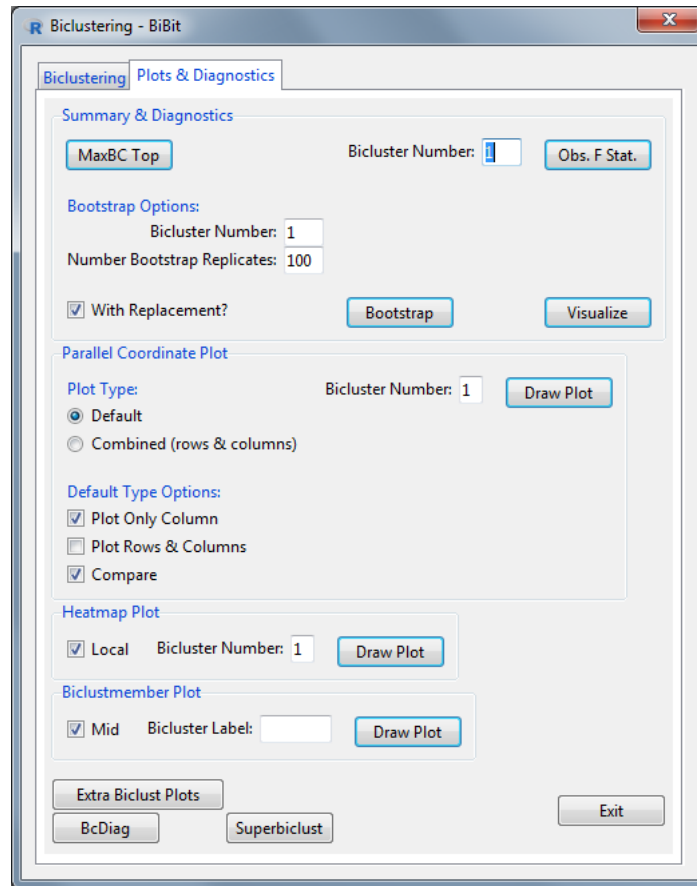 R Biclustering - BiBit
x
Biclustering Plots & Diagnostics
Summary & Diagnostics
MaxBC Top Bicluster Number: 1 Obs. F Stat.
Bootstrap Options:
Bicluster Number: 1
Number Bootstrap Replicates: 100
With Replacement? Bootstrap Visualize
Parallel Coordinate Plot
Plot Type: Bicluster Number: 1 Draw Plot
Default
Combined (rows & columns)
Default Type Options:
Plot Only Column
Plot Rows & Columns
Compare
Heatmap Plot
Local Bicluster Number: 1 Draw Plot
Biclustmember Plot
Mid Bicluster Label: Draw Plot
Extra Biclust Plots
Exit
BcDiag Superbiclust